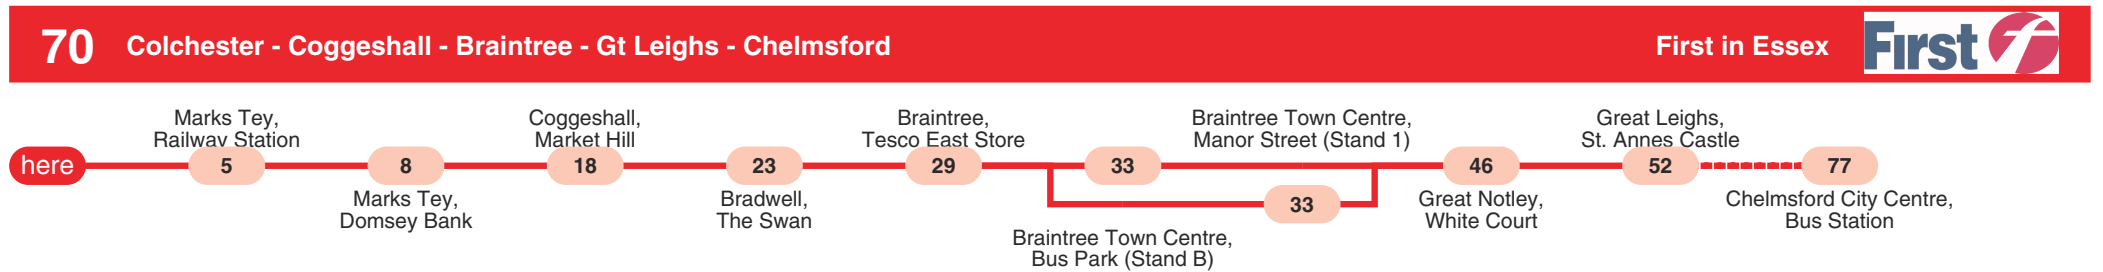 70 Colchester - Coggeshall - Braintree - Gt Leighs - Chelmsford First in Essex First f
here
Marks Tey,
Railway Station
5
8
Marks Tey,
Domsey Bank
Coggeshall,
Market Hill
18
23
Bradwell,
The Swan
Braintree,
Tesco East Store
29
33
Braintree Town Centre,
Bus Park (Stand B)
Braintree Town Centre,
Manor Street (Stand 1)
33
46
Great Notley,
White Court
Great Leighs,
St. Annes Castle
52
77
Chelmsford City Centre,
Bus Station